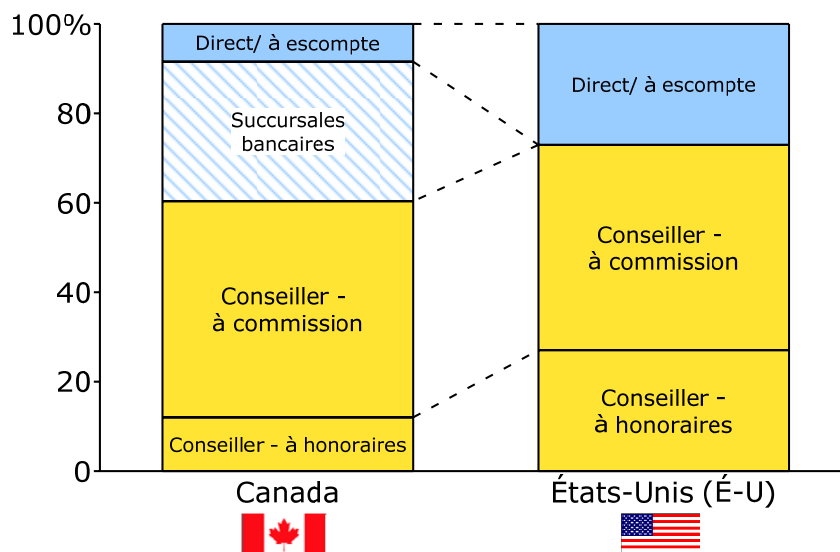 100%
80
60
40
20
0
Direct/ à escompte
Succursales
bancaires
Conseiller -
à commission
Conseiller - à honoraires
Direct/ à escompte
Conseiller -
à commission
Conseiller -
à honoraires
Canada
États-Unis (É-U)